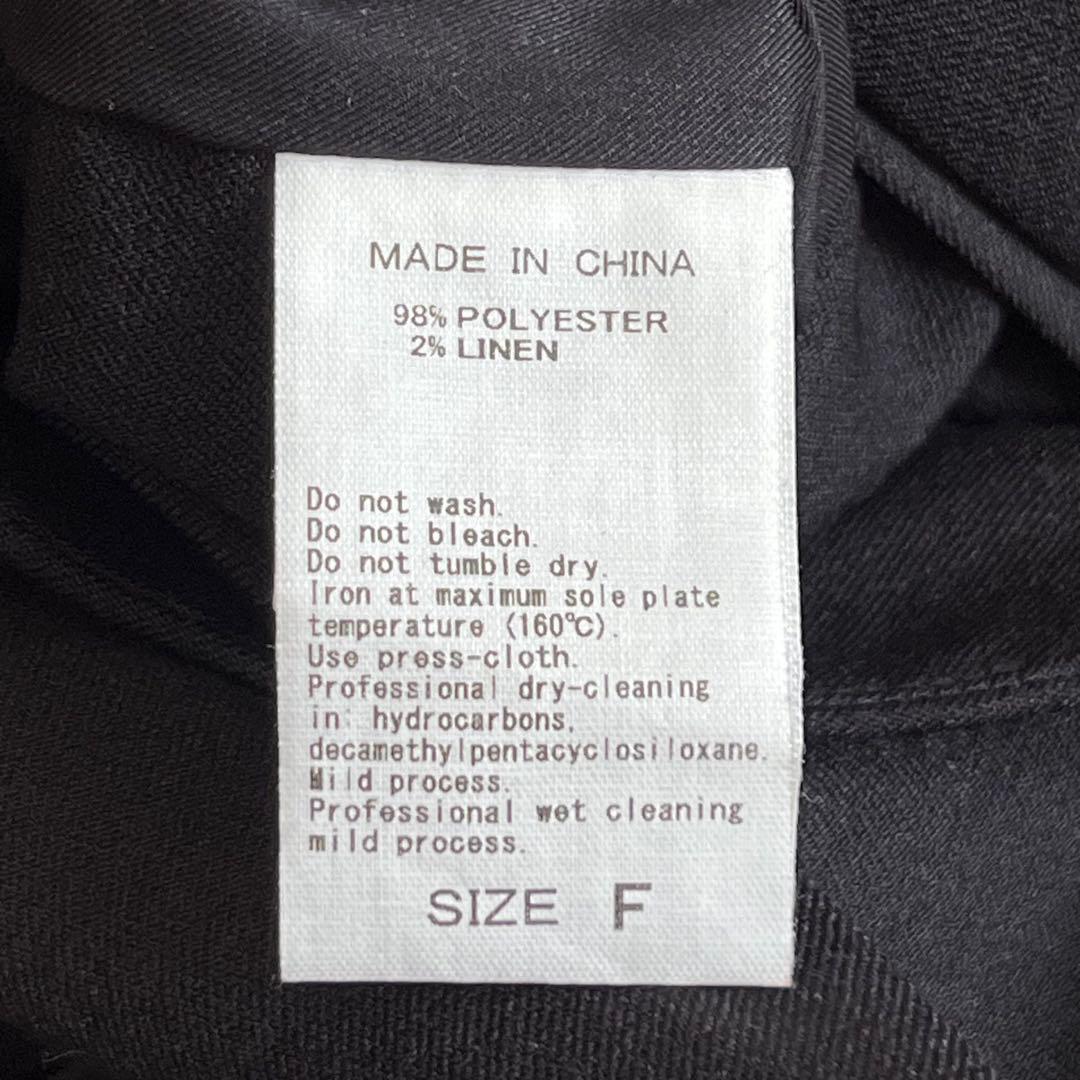 MADE IN CHINA
98% POLYESTER
2% LINEN
Do not wash.
Do not bleach.
Do not tumble dry.
Iron at maximum sole plate
temperature (160℃).
Use press-cloth.
Professional dry-cleaning
in: hydrocarbons,
decamethylpentacyclosiloxane.
Mild process.
Professional wet cleaning
mild process.
SIZE F